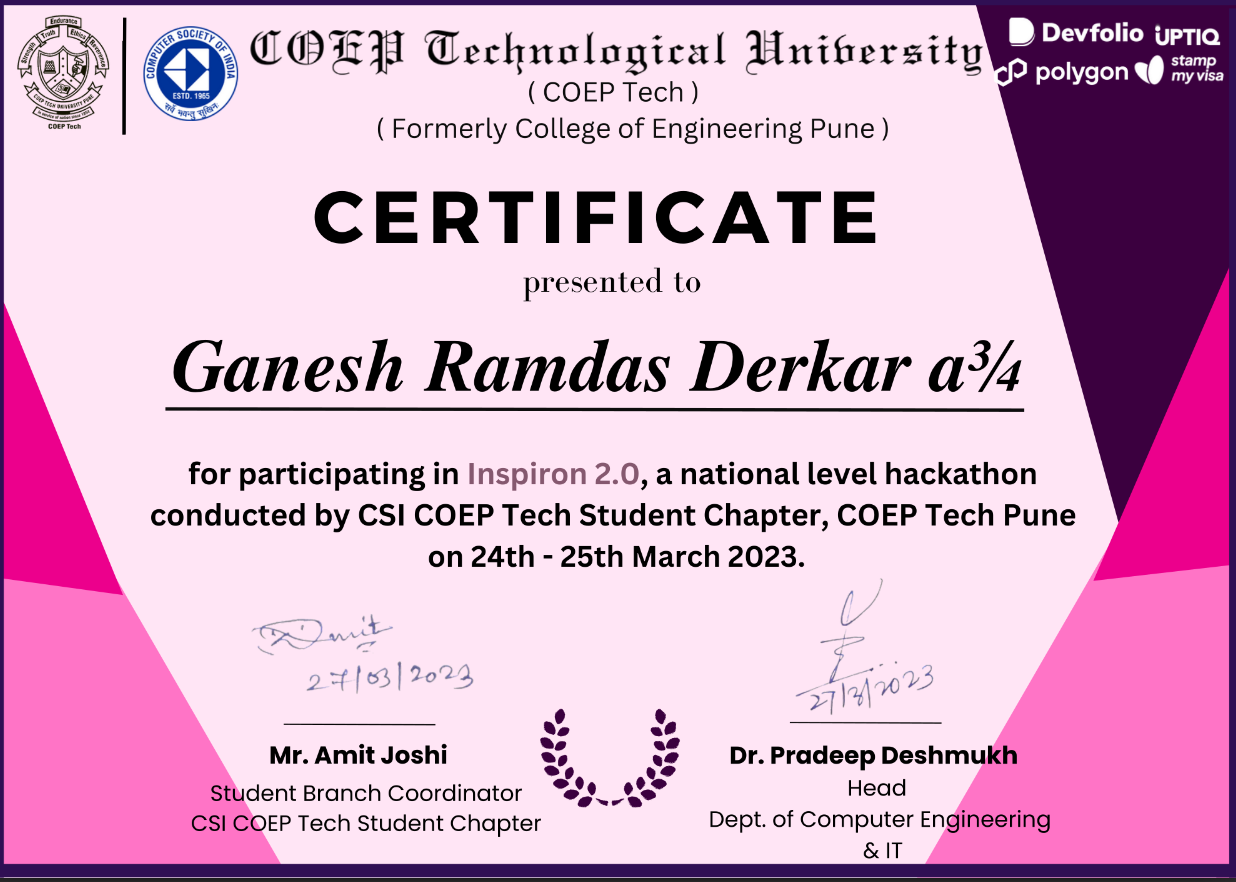 Endurance
Truth
Ethics
Strength
Reverence
COEP TECH UNIVERSITY PUNE
COEP Tech
COMPUTER SOCIETY OF INDIA
ESTD. 1965
सर्वे भवन्तु सुखिनः
COEP Technological University
( COEP Tech )
( Formerly College of Engineering Pune )
Devfolio UPTIQ
polygon stamp
my visa
CERTIFICATE
presented to
Ganesh Ramdas Derkar a¾
for participating in Inspiron 2.0, a national level hackathon
conducted by CSI COEP Tech Student Chapter, COEP Tech Pune
on 24th - 25th March 2023.
Amit
27/03/2023
27/3/2023
Mr. Amit Joshi
Student Branch Coordinator
CSI COEP Tech Student Chapter
Dr. Pradeep Deshmukh
Head
Dept. of Computer Engineering
& IT